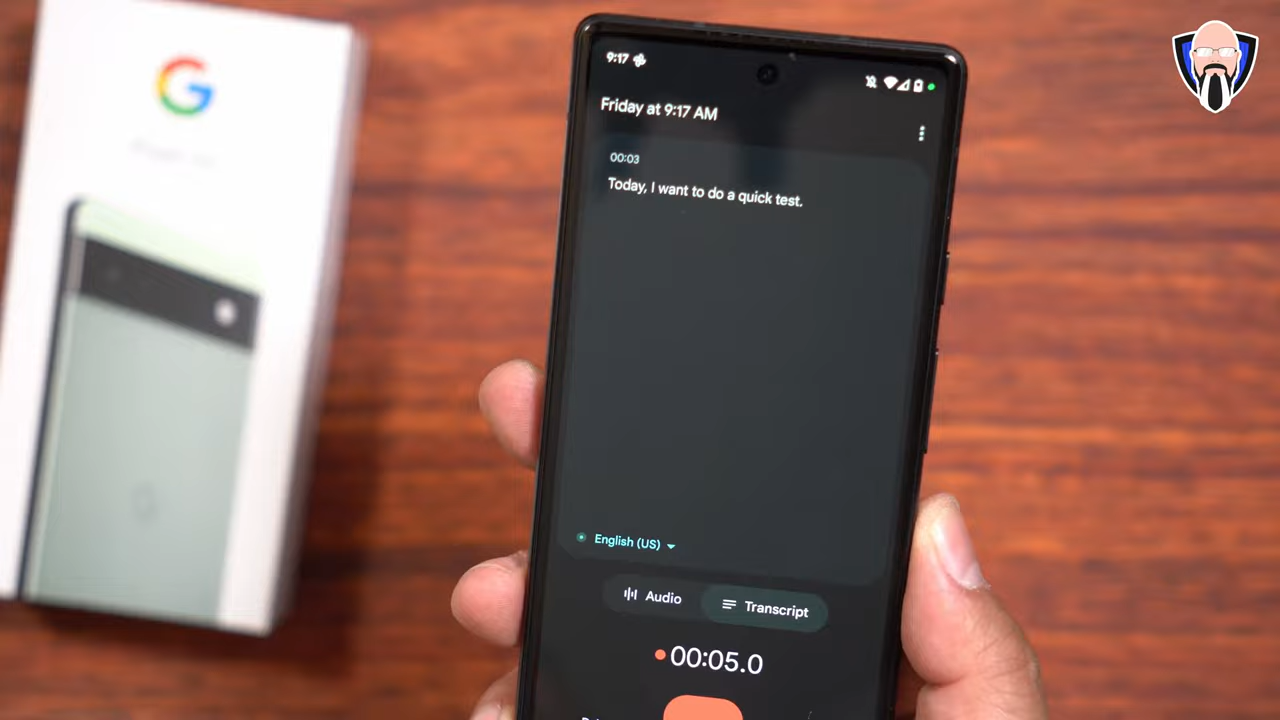 G
9:17
Friday at 9:17 AM
00:03
Today, I want to do a quick test.
English (US)
Audio
Transcript
00:05.0